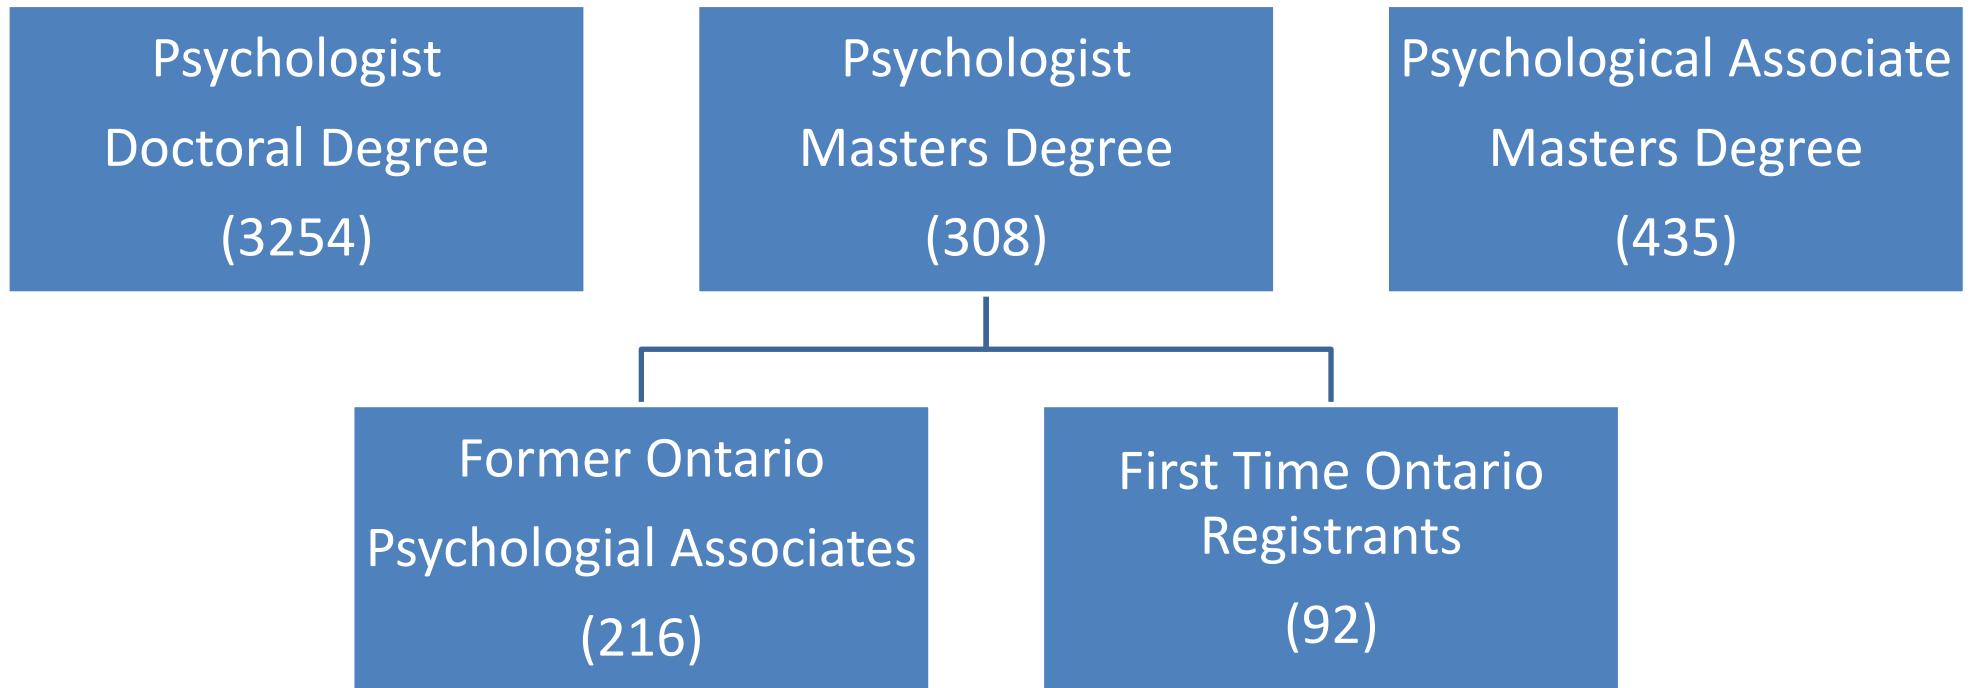 Psychologist
Doctoral Degree
(3254)
Psychologist
Masters Degree
(308)
Psychological Associate
Masters Degree
(435)
Former Ontario
Psychologial Associates
(216)
First Time Ontario
Registrants
(92)